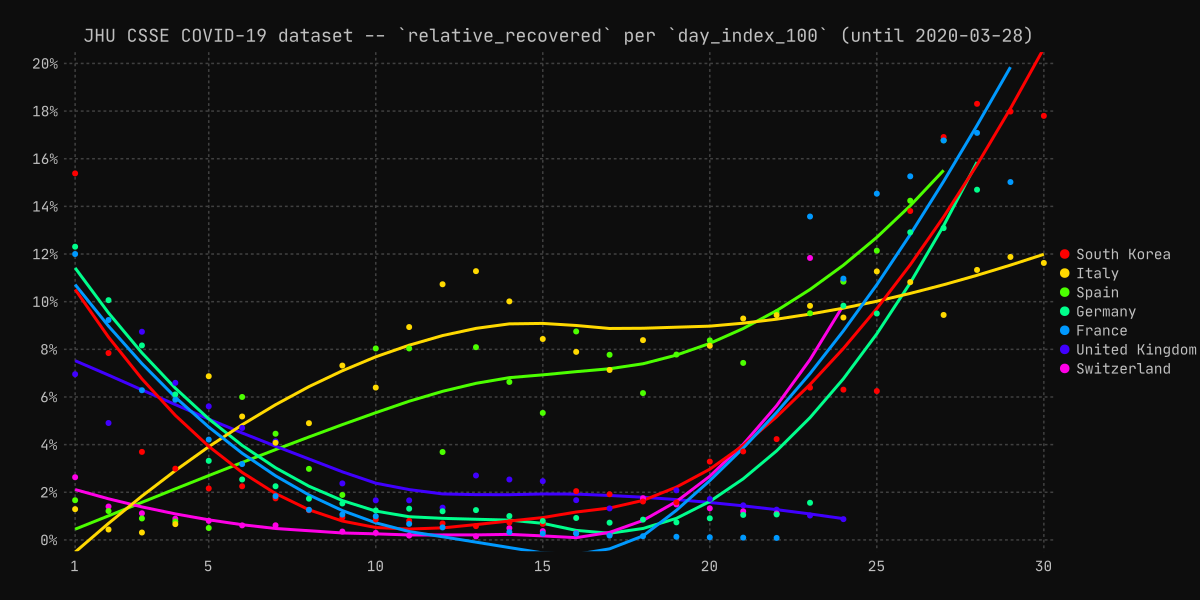 JHU CSSE COVID-19 dataset -- `relative_recovered` per `day_index_100` (until 2020-03-28)
20%
18%
16%
14%
12%
10%
8%
6%
4%
2%
0%
1 5 10 15 20 25 30
South Korea
Italy
Spain
Germany
France
United Kingdom
Switzerland